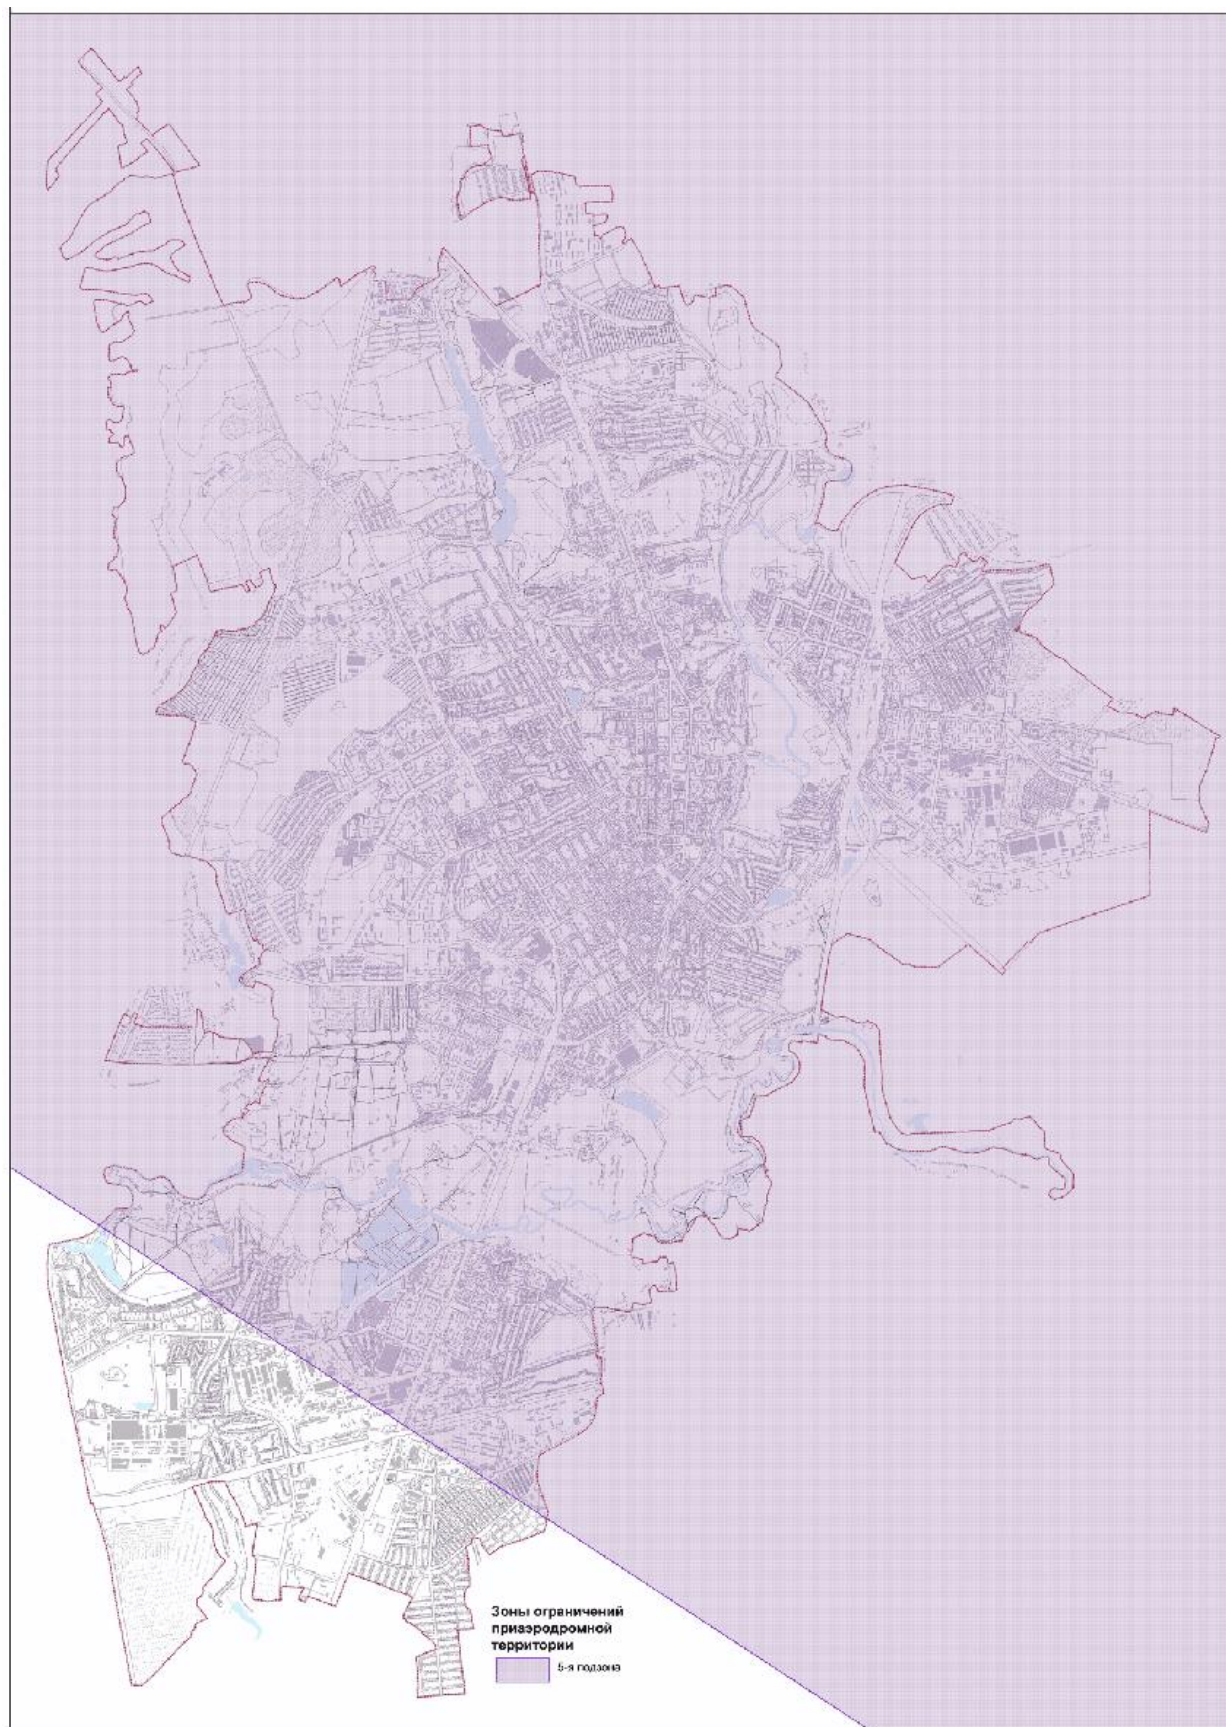 Зоны ограничений
приаэродромной
территории
5-я подзона